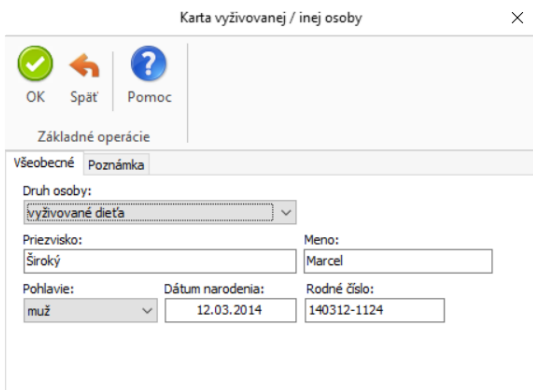 Karta vyživovanej / inej osoby
OK Späť Pomoc
Základné operácie
Všeobecné Poznámka
Druh osoby:
vyživované dieťa
Priezvisko: Meno:
Široký Marcel
Pohlavie: Dátum narodenia: Rodné číslo:
muž 12.03.2014 140312-1124